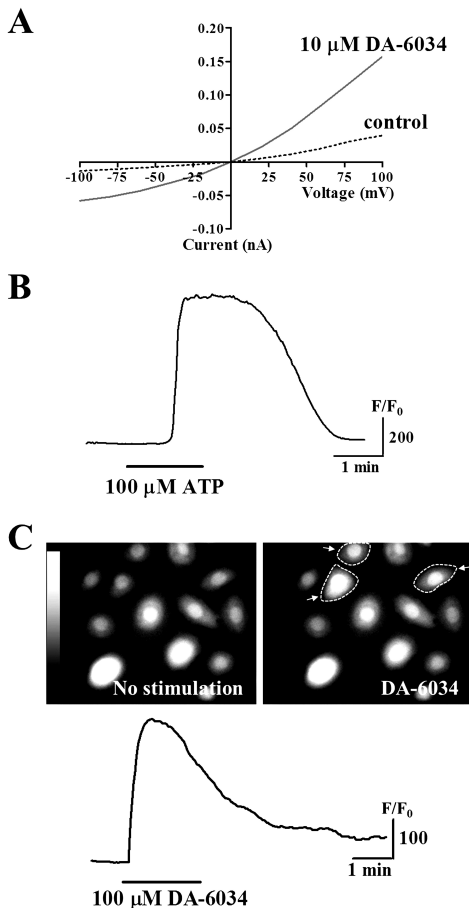 A
0.20
10 μM DA-6034
0.15
0.10
control
0.05
-100 -75 -50 -25 25 50 75 100
-0.05
Voltage (mV)
-0.10
Current (nA)
B
F/F0
200
1 min
100 μM ATP
C
No stimulation
DA-6034
F/F0
100
1 min
100 μM DA-6034